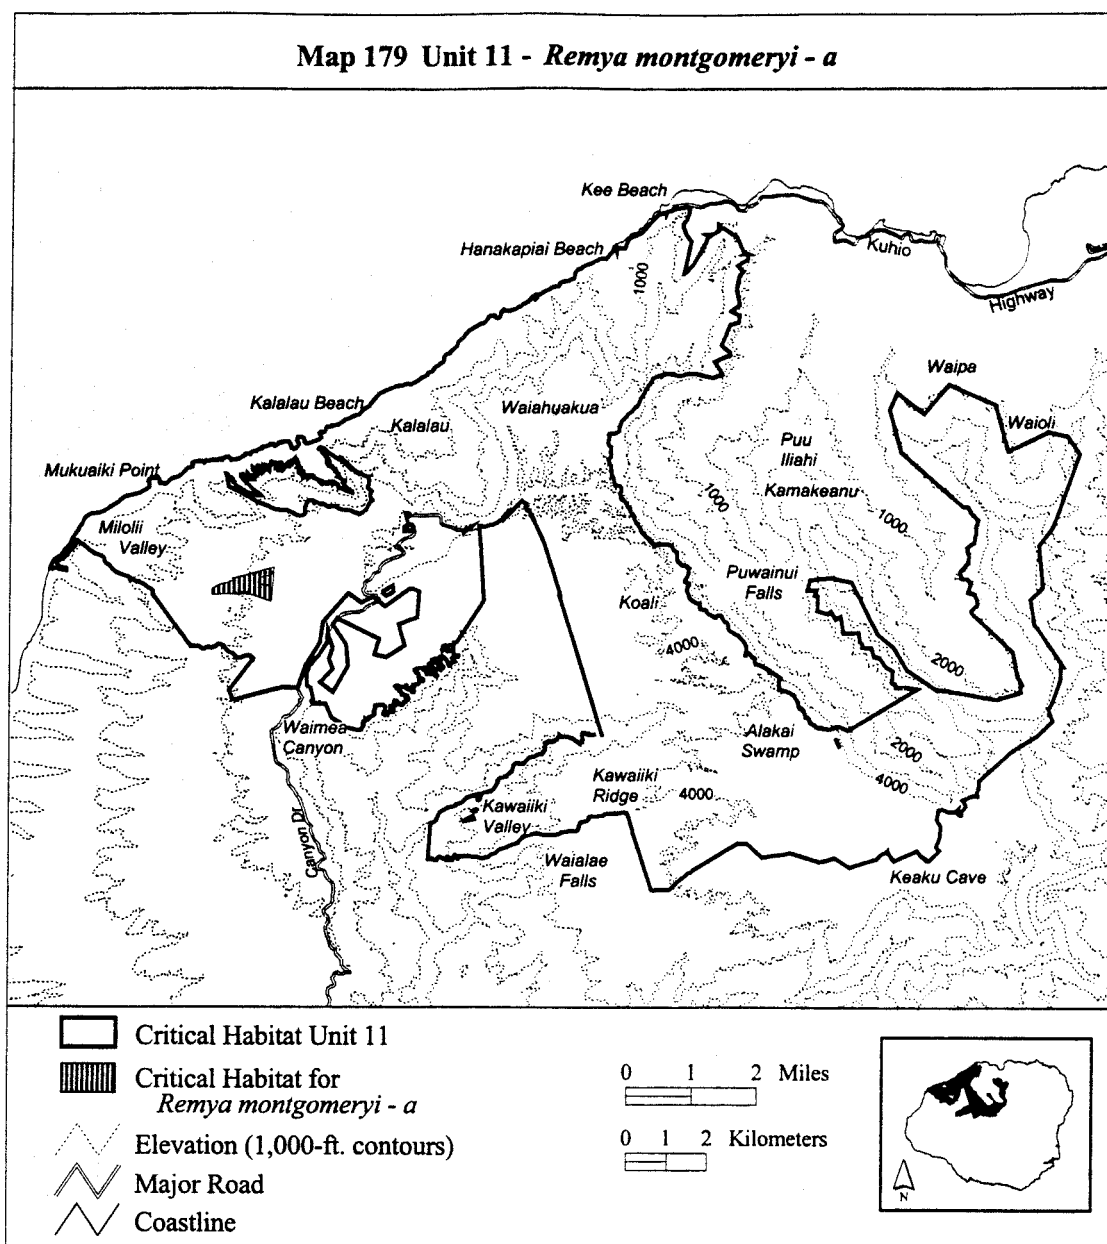 Map 179 Unit 11 - Remya montgomeryi - a
Kee Beach
Hanakapiai Beach
Kuhio
1000
Highway
Waipa
Kalalau Beach
Waiahuakua
Kalalau
Waioli
Puu
Iliahi
Mukuaiki Point
Kamakeanu
1000
1000
Milolii
Valley
Puwainui
Falls
Koali
4000
2000
Waimea
Canyon
Alakai
Swamp
2000
4000
Kawaiiki
Ridge
4000
Kawaiiki
Valley
Canyon Dr
Waialae
Falls
Keaku Cave
Critical Habitat Unit 11
Critical Habitat for
Remya montgomeryi - a
Elevation (1,000-ft. contours)
Major Road
Coastline
0 1 2 Miles
0 1 2 Kilometers
N